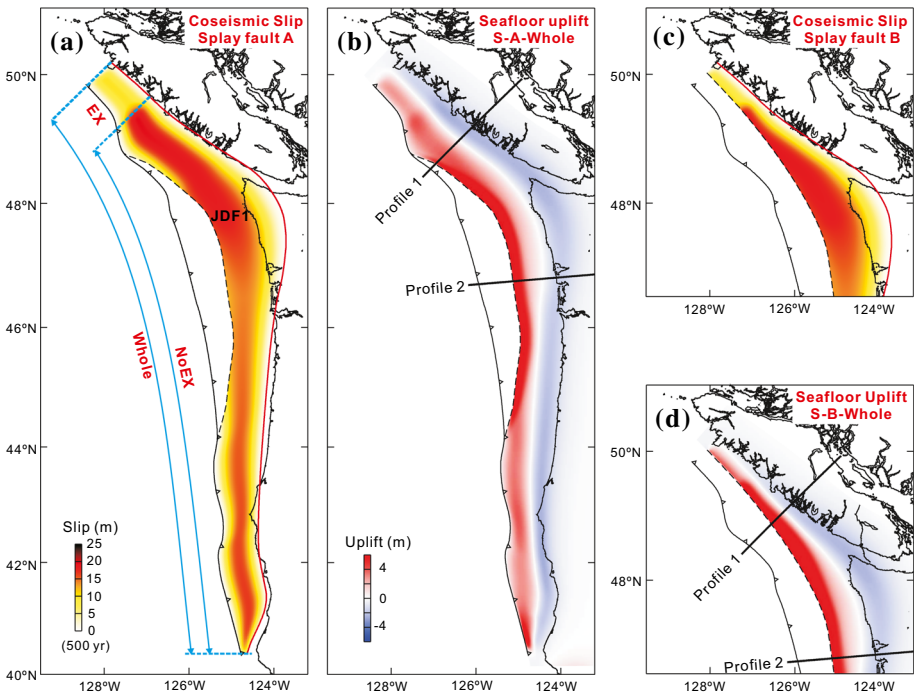 (a)
Coseismic Slip
Splay fault A
50°N
48°N
46°N
44°N
42°N
40°N
EX
JDF1
Whole
NoEX
Slip (m)
25
20
15
10
5
0
(500 yr)
128°W
126°W
124°W
(b)
Seafloor uplift
S-A-Whole
Profile 1
Profile 2
Uplift (m)
4
0
-4
128°W
126°W
124°W
(c)
Coseismic Slip
Splay fault B
50°N
48°N
128°W
126°W
124°W
(d)
Seafloor Uplift
S-B-Whole
50°N
48°N
Profile 1
Profile 2
128°W
126°W
124°W